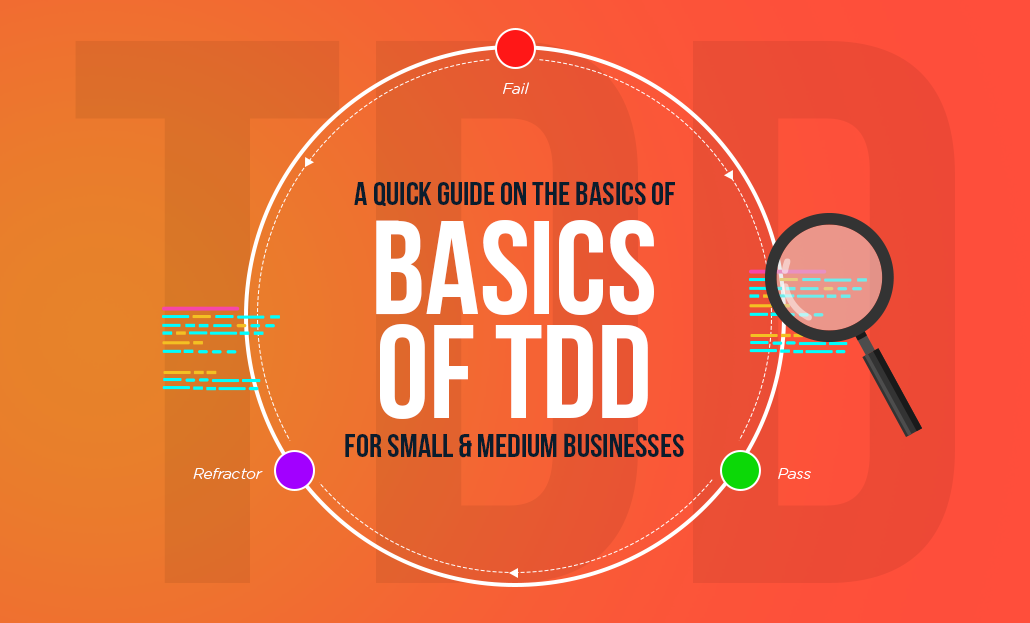 TDD
Fail
A QUICK GUIDE ON THE BASICS OF
BASICS
OF TDD
FOR SMALL & MEDIUM BUSINESSES
Refractor
Pass